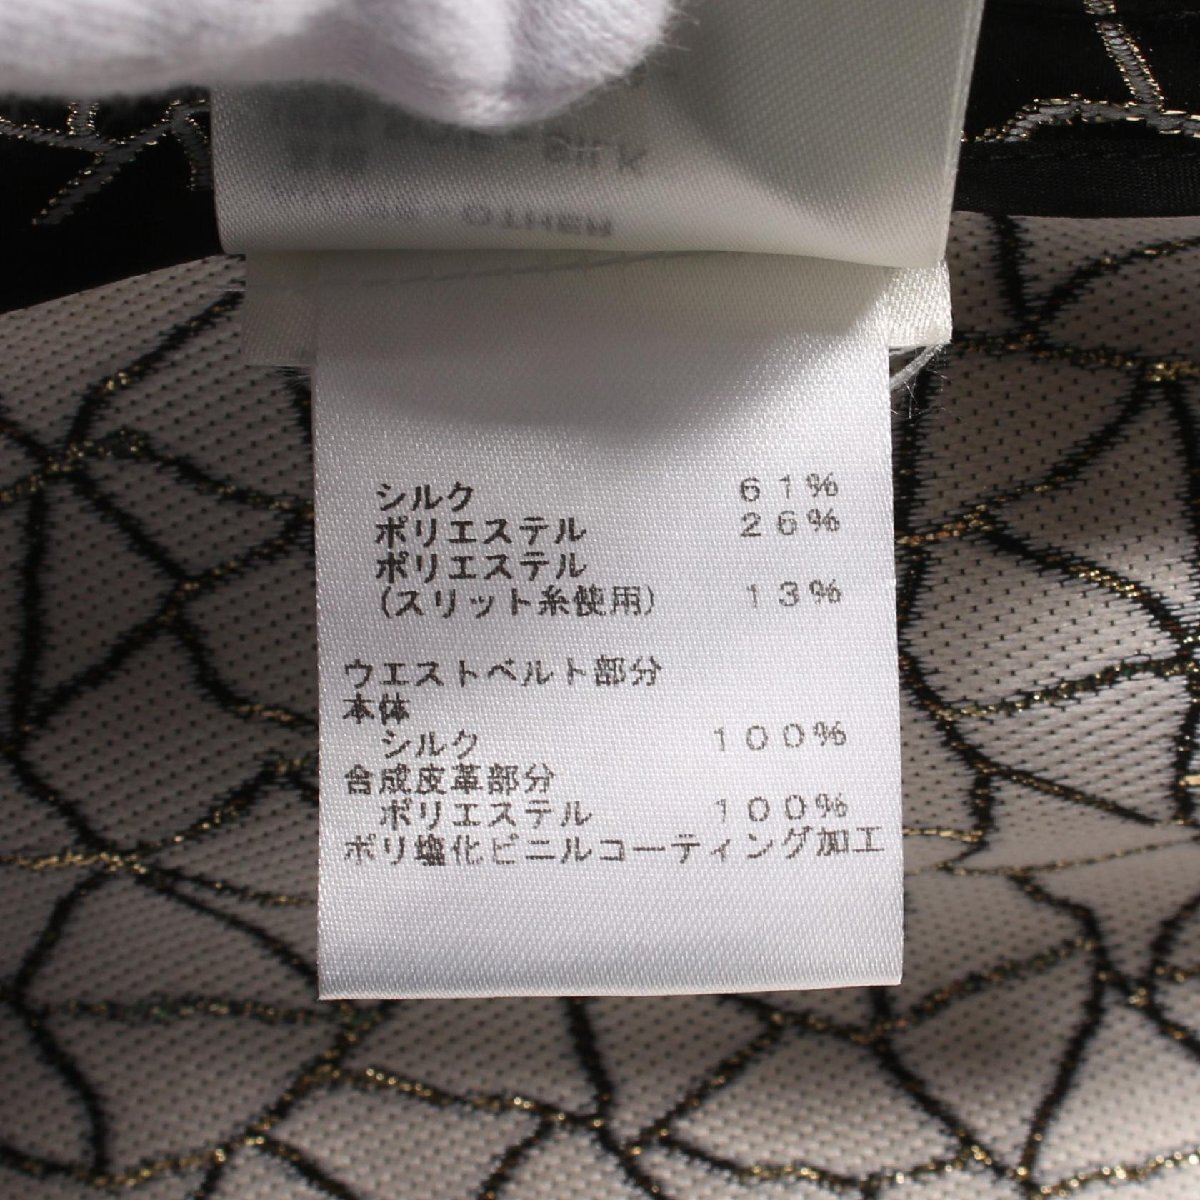 SILK
OTHER
シルク 61%
ポリエステル 26%
ポリエステル
(スリット糸使用) 13%
ウエストベルト部分
本体
シルク 100%
合成皮革部分
ポリエステル 100%
ポリ塩化ビニルコーティング加工